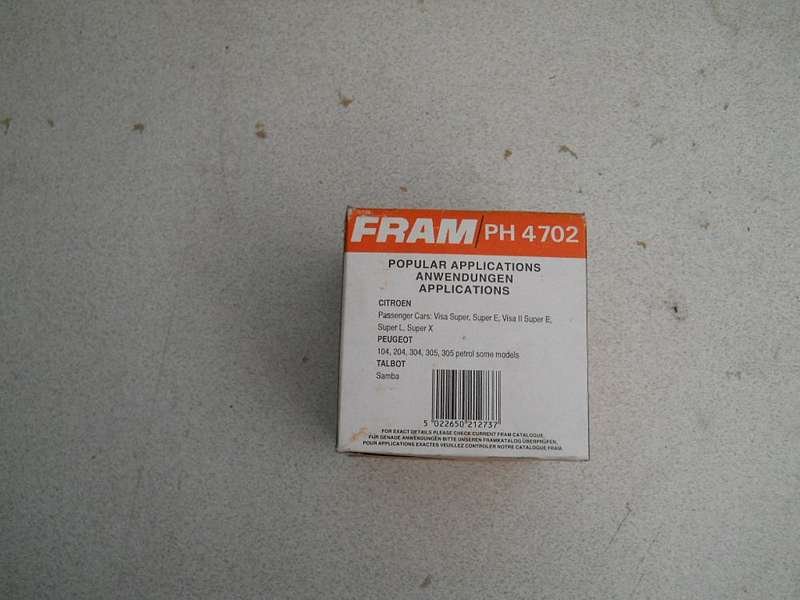 FRAM/PH 4702
POPULAR APPLICATIONS
ANWENDUNGEN
APPLICATIONS
CITROEN
Passenger Cars: Visa Super, Super E, Visa II Super E,
Super L, Super X
PEUGEOT
104, 204, 304, 305, 305 petrol some models
TALBOT
Samba
5 022650 212737
FOR EXACT DETAILS PLEASE CHECK CURRENT FRAM CATALOGUE.
FÜR GENAUE ANWENDUNGEN BITTE UNSEREN FRAMKATALOG ÜBERPRÜFEN.
POUR APPLICATIONS EXACTES VEUILLEZ CONTROLER NOTRE CATALOGUE FRAM.